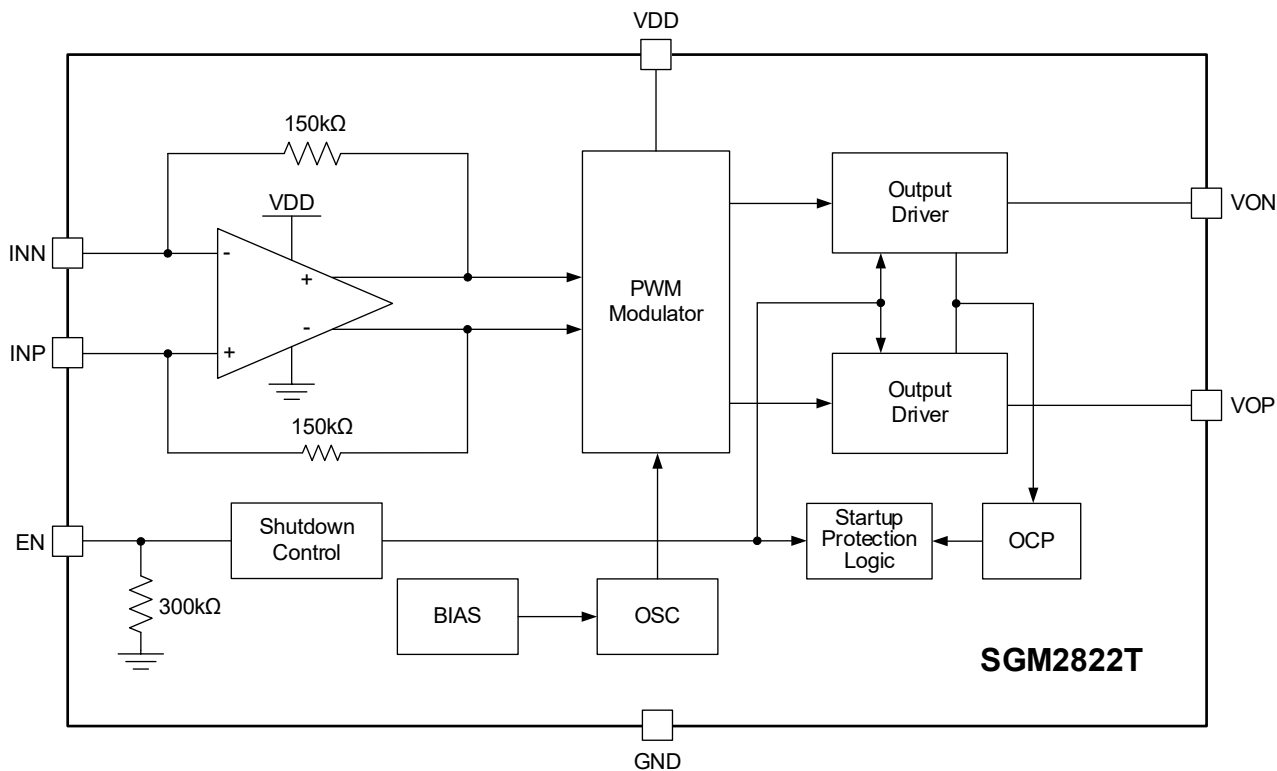 VDD
150kΩ
VDD
INN
-
+
INP
+
-
150kΩ
PWM
Modulator
Output
Driver
VON
Output
Driver
VOP
EN
300kΩ
Shutdown
Control
Startup
Protection
Logic
OCP
BIAS
OSC
SGM2822T
GND